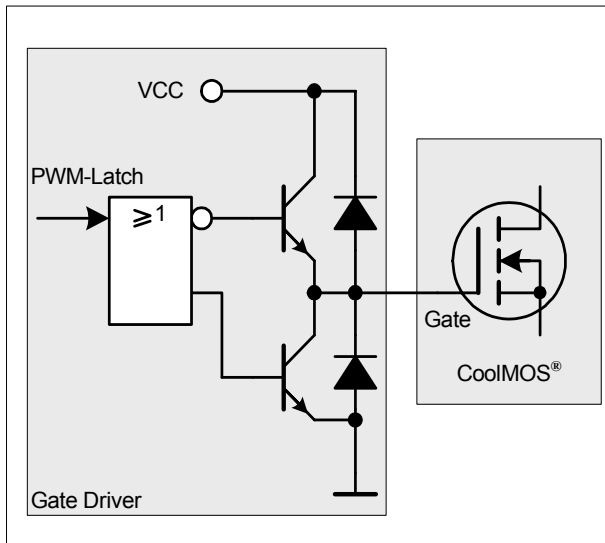 VCC
PWM-Latch
≥1
Gate
CoolMOS®
Gate Driver